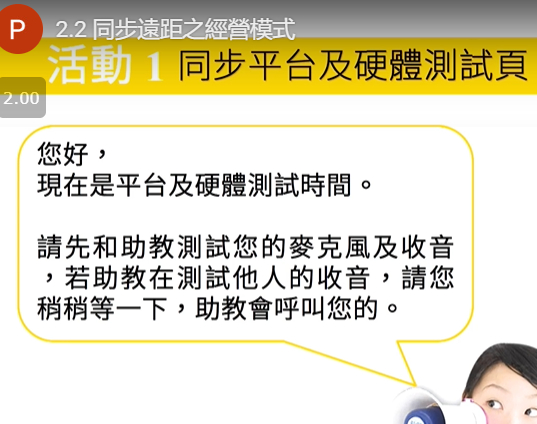 P
2.2 同步遠距之經營模式
活動 1 同步平台及硬體測試頁
2.00
您好，
現在是平台及硬體測試時間。
請先和助教測試您的麥克風及收音
，若助教在測試他人的收音，請您
稍稍等一下，助教會呼叫您的。